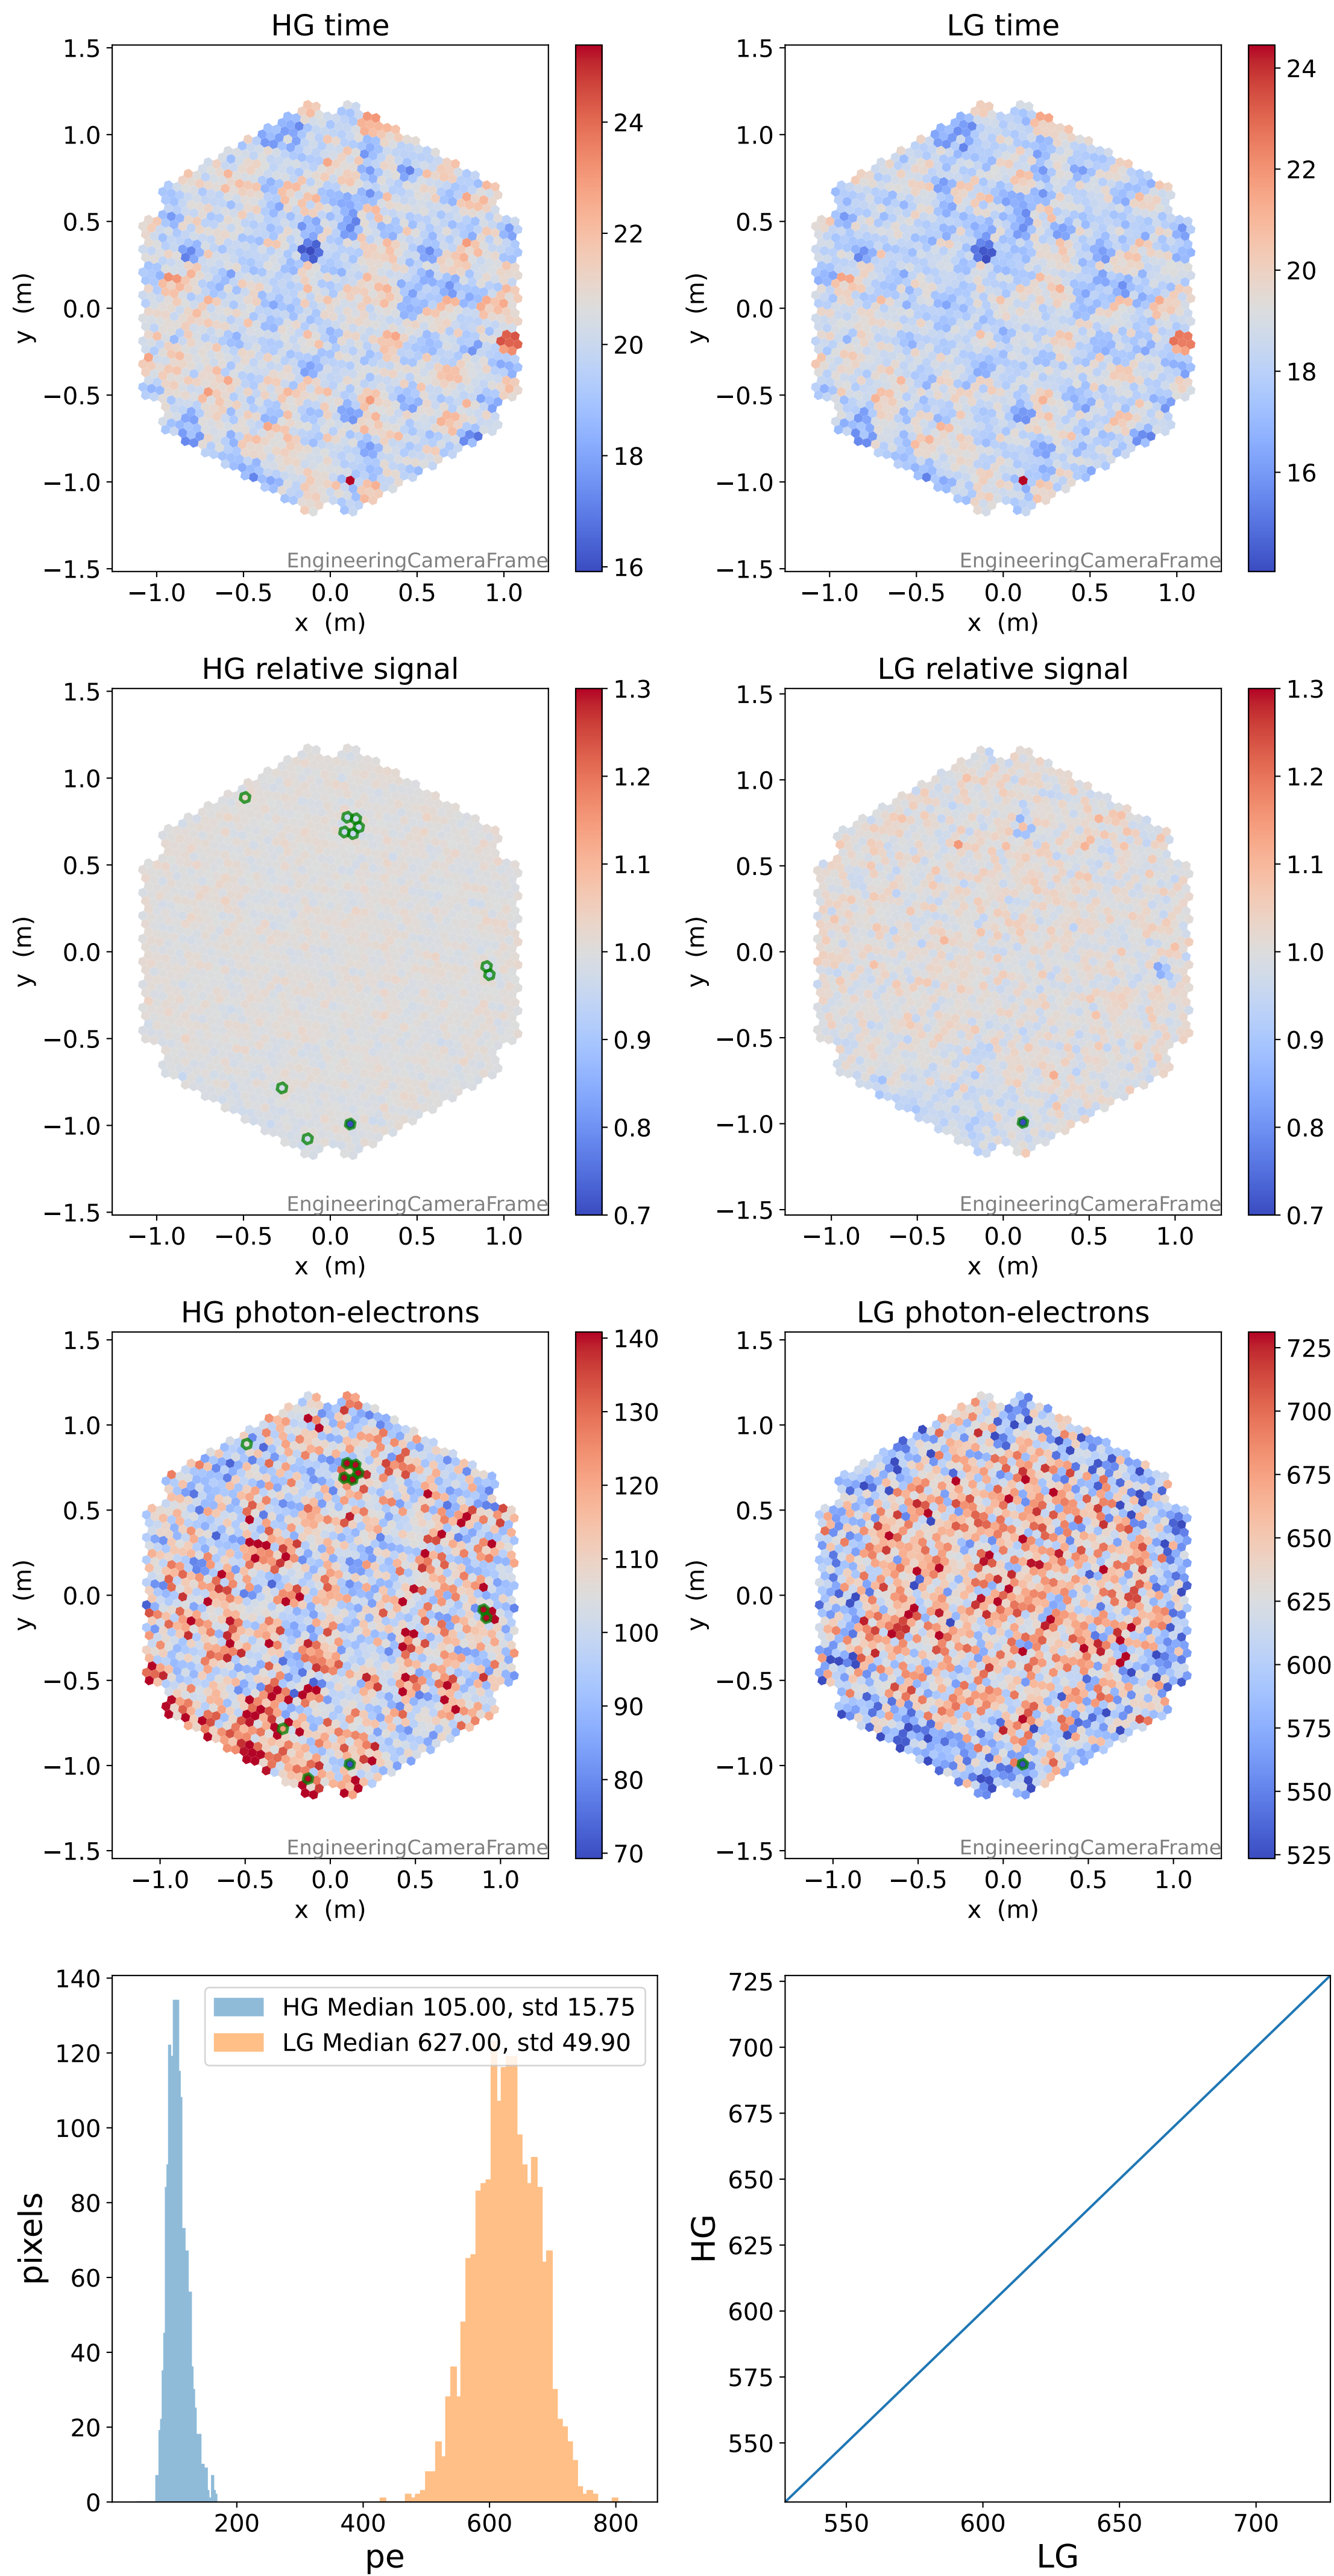 HG time
LG time
1.5
1.0
0.5
0.0
−0.5
−1.0
−1.5
y (m)
−1.0 −0.5 0.0 0.5 1.0
x (m)
EngineeringCameraFrame
24
22
20
18
16
1.5
1.0
0.5
0.0
−0.5
−1.0
−1.5
y (m)
−1.0 −0.5 0.0 0.5 1.0
x (m)
EngineeringCameraFrame
24
22
20
18
16
HG relative signal
LG relative signal
1.5
1.0
0.5
0.0
−0.5
−1.0
−1.5
y (m)
−1.0 −0.5 0.0 0.5 1.0
x (m)
EngineeringCameraFrame
1.3
1.2
1.1
1.0
0.9
0.8
0.7
1.5
1.0
0.5
0.0
−0.5
−1.0
−1.5
y (m)
−1.0 −0.5 0.0 0.5 1.0
x (m)
EngineeringCameraFrame
1.3
1.2
1.1
1.0
0.9
0.8
0.7
HG photon-electrons
LG photon-electrons
1.5
1.0
0.5
0.0
−0.5
−1.0
−1.5
y (m)
−1.0 −0.5 0.0 0.5 1.0
x (m)
EngineeringCameraFrame
140
130
120
110
100
90
80
70
1.5
1.0
0.5
0.0
−0.5
−1.0
−1.5
y (m)
−1.0 −0.5 0.0 0.5 1.0
x (m)
EngineeringCameraFrame
725
700
675
650
625
600
575
550
525
140
120
100
80
60
40
20
0
pixels
HG Median 105.00, std 15.75
LG Median 627.00, std 49.90
200 400 600 800
pe
725
700
675
650
625
600
575
550
HG
550 600 650 700
LG